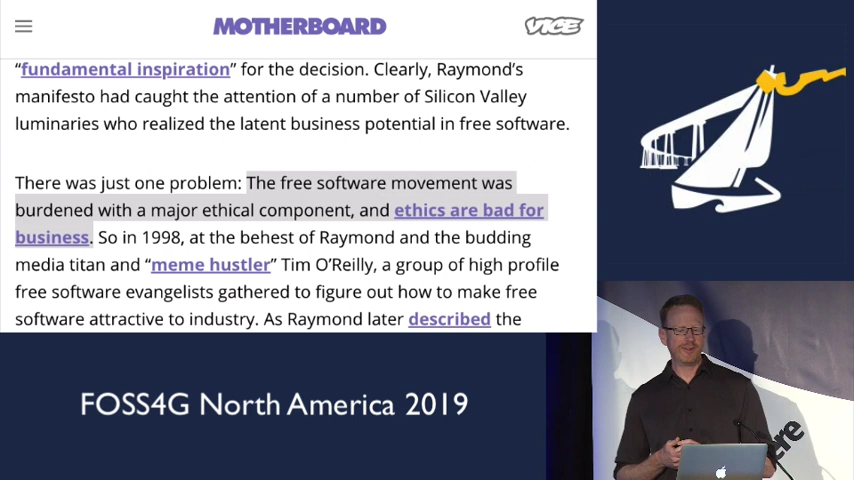 MOTHERBOARD
VICE
“fundamental inspiration” for the decision. Clearly, Raymond’s
manifesto had caught the attention of a number of Silicon Valley
luminaries who realized the latent business potential in free software.
There was just one problem: The free software movement was
burdened with a major ethical component, and ethics are bad for
business. So in 1998, at the behest of Raymond and the budding
media titan and “meme hustler” Tim O’Reilly, a group of high profile
free software evangelists gathered to figure out how to make free
software attractive to industry. As Raymond later described the
FOSS4G North America 2019
ere